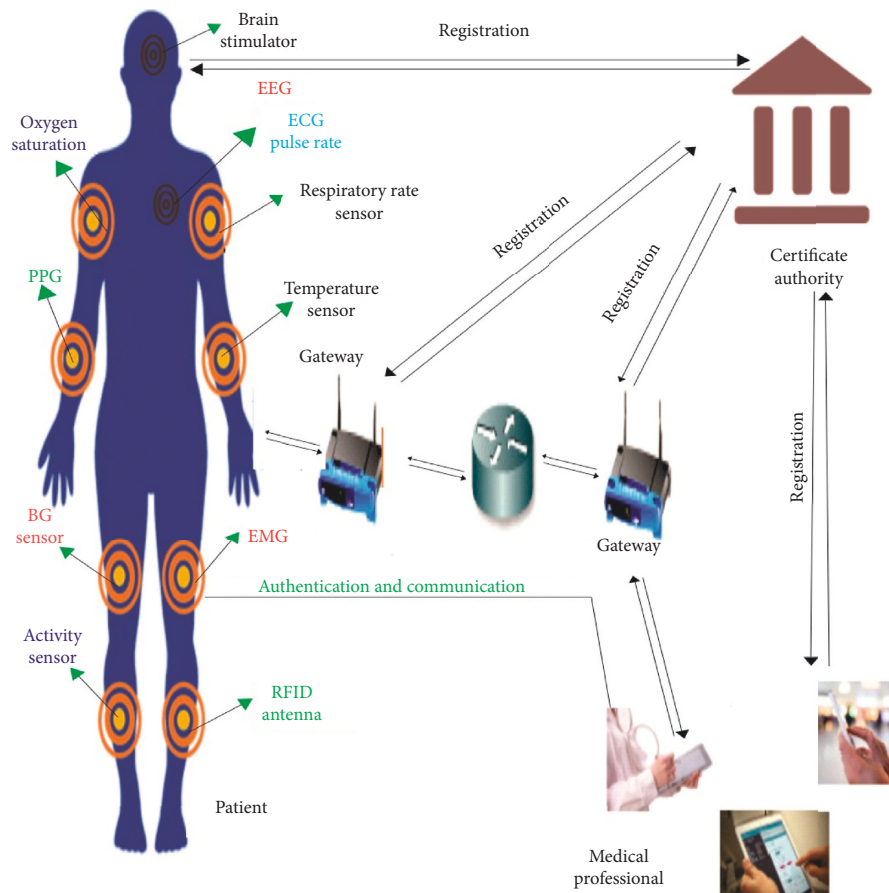 Brain
stimulator
Registration
EEG
Oxygen
saturation
ECG
pulse rate
Respiratory rate
sensor
Registration
Registration
Certificate
authority
PPG
Temperature
sensor
Gateway
Registration
BG
sensor
EMG
Gateway
Authentication and communication
Activity
sensor
RFID
antenna
Patient
Medical
professional